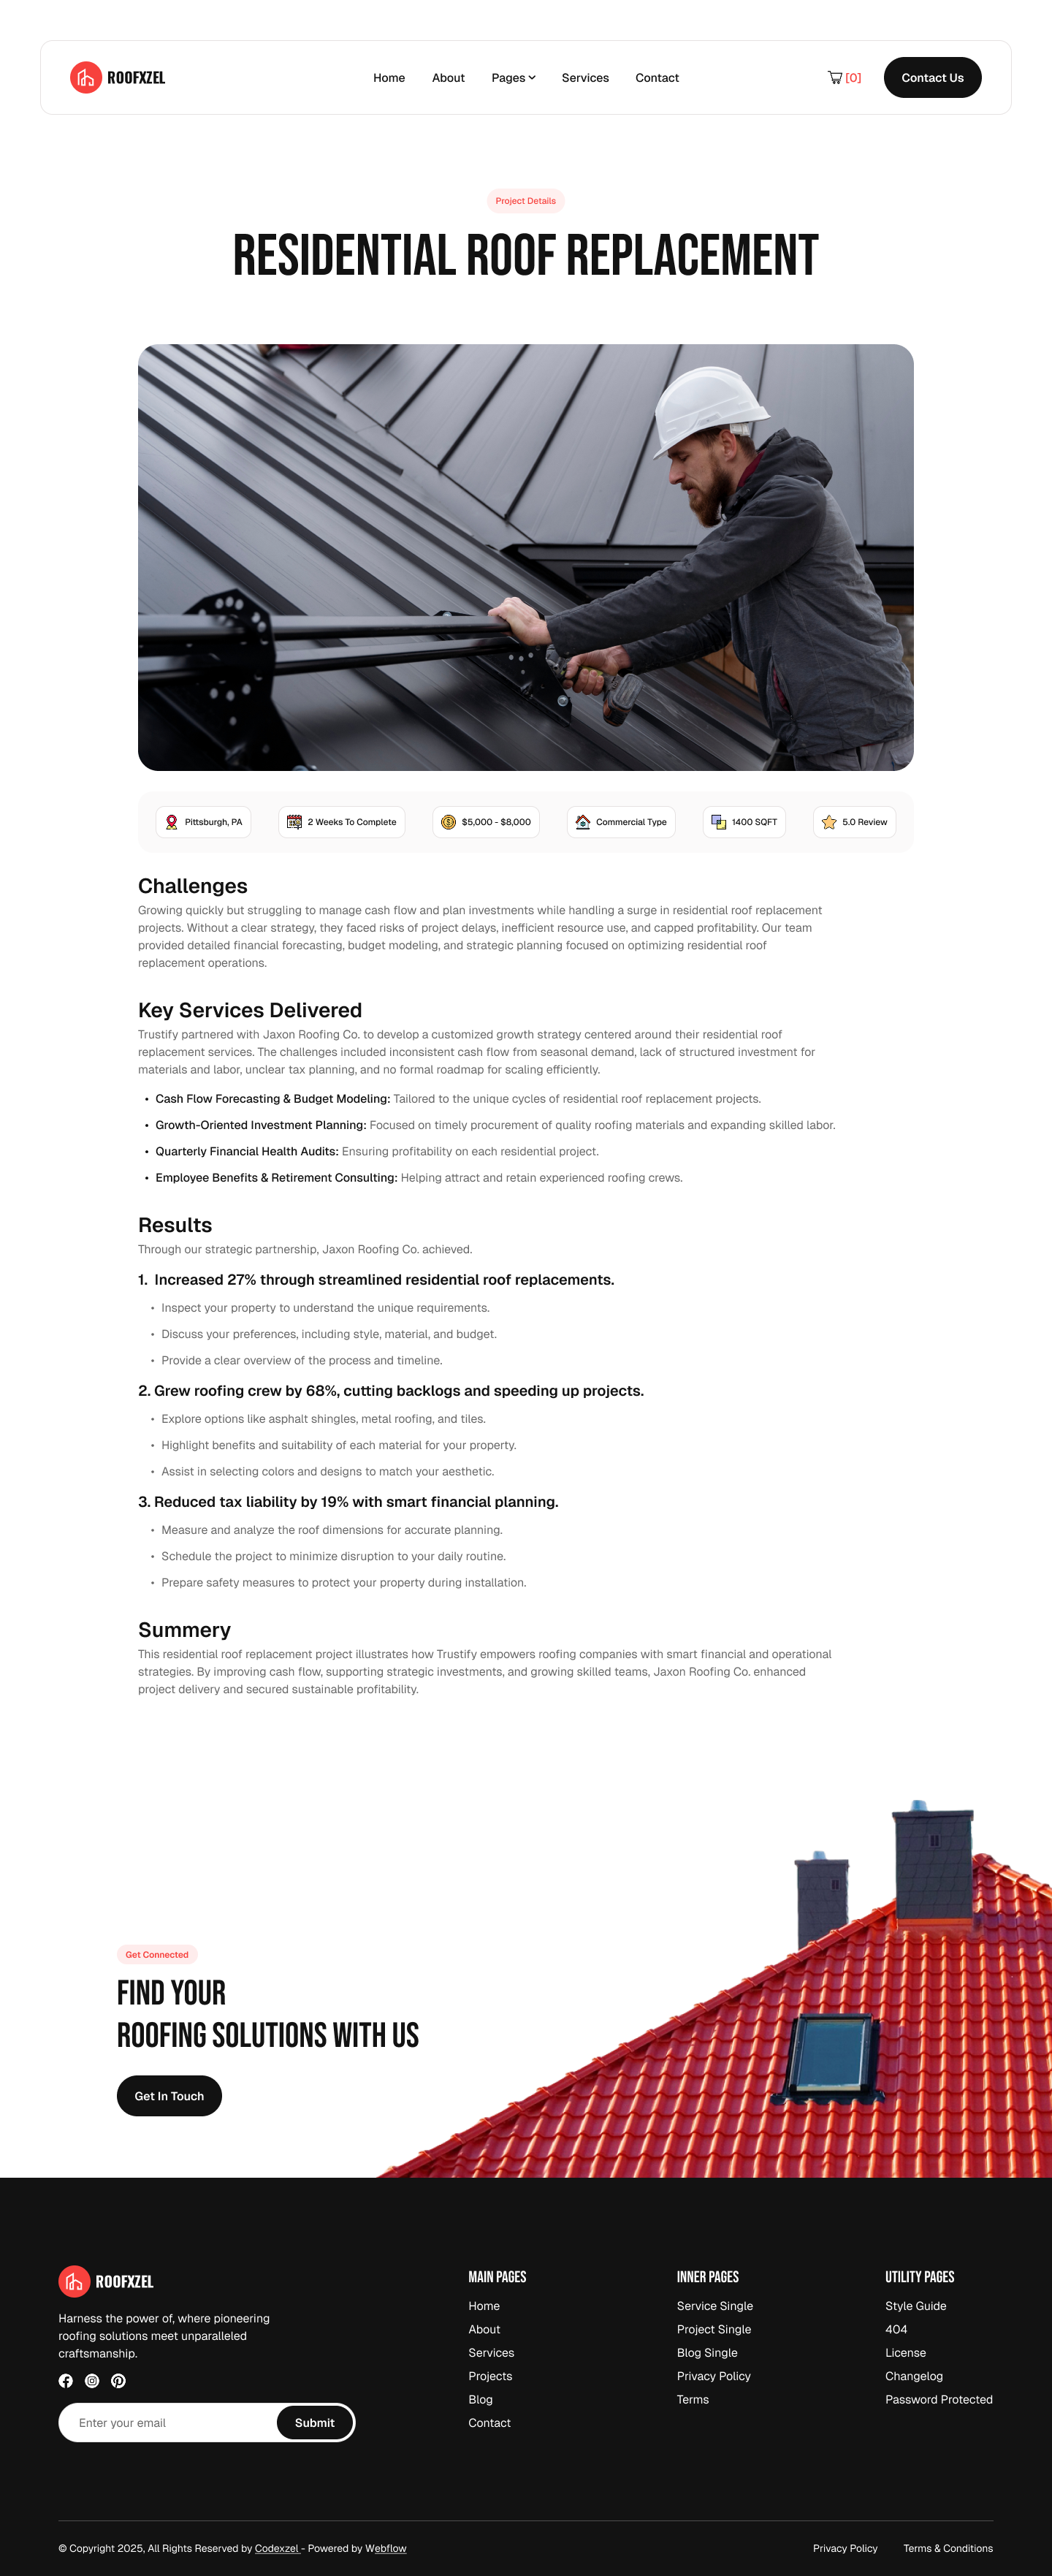 ROOFXZEL
Home About Pages Services Contact
[0]
Contact Us
Project Details
RESIDENTIAL ROOF REPLACEMENT
Pittsburgh, PA
2 Weeks To Complete
$5,000 - $8,000
Commercial Type
1400 SQFT
5.0 Review
Challenges
Growing quickly but struggling to manage cash flow and plan investments while handling a surge in residential roof replacement
projects. Without a clear strategy, they faced risks of project delays, inefficient resource use, and capped profitability. Our team
provided detailed financial forecasting, budget modeling, and strategic planning focused on optimizing residential roof
replacement operations.
Key Services Delivered
Trustify partnered with Jaxon Roofing Co. to develop a customized growth strategy centered around their residential roof
replacement services. The challenges included inconsistent cash flow from seasonal demand, lack of structured investment for
materials and labor, unclear tax planning, and no formal roadmap for scaling efficiently.
• Cash Flow Forecasting & Budget Modeling: Tailored to the unique cycles of residential roof replacement projects.
• Growth-Oriented Investment Planning: Focused on timely procurement of quality roofing materials and expanding skilled labor.
• Quarterly Financial Health Audits: Ensuring profitability on each residential project.
• Employee Benefits & Retirement Consulting: Helping attract and retain experienced roofing crews.
Results
Through our strategic partnership, Jaxon Roofing Co. achieved.
1. Increased 27% through streamlined residential roof replacements.
• Inspect your property to understand the unique requirements.
• Discuss your preferences, including style, material, and budget.
• Provide a clear overview of the process and timeline.
2. Grew roofing crew by 68%, cutting backlogs and speeding up projects.
• Explore options like asphalt shingles, metal roofing, and tiles.
• Highlight benefits and suitability of each material for your property.
• Assist in selecting colors and designs to match your aesthetic.
3. Reduced tax liability by 19% with smart financial planning.
• Measure and analyze the roof dimensions for accurate planning.
• Schedule the project to minimize disruption to your daily routine.
• Prepare safety measures to protect your property during installation.
Summery
This residential roof replacement project illustrates how Trustify empowers roofing companies with smart financial and operational
strategies. By improving cash flow, supporting strategic investments, and growing skilled teams, Jaxon Roofing Co. enhanced
project delivery and secured sustainable profitability.
Get Connected
FIND YOUR
ROOFING SOLUTIONS WITH US
Get In Touch
ROOFXZEL
Harness the power of, where pioneering
roofing solutions meet unparalleled
craftsmanship.
Enter your email
Submit
MAIN PAGES
Home
About
Services
Projects
Blog
Contact
INNER PAGES
Service Single
Project Single
Blog Single
Privacy Policy
Terms
UTILITY PAGES
Style Guide
404
License
Changelog
Password Protected
© Copyright 2025, All Rights Reserved by Codexzel - Powered by Webflow
Privacy Policy
Terms & Conditions